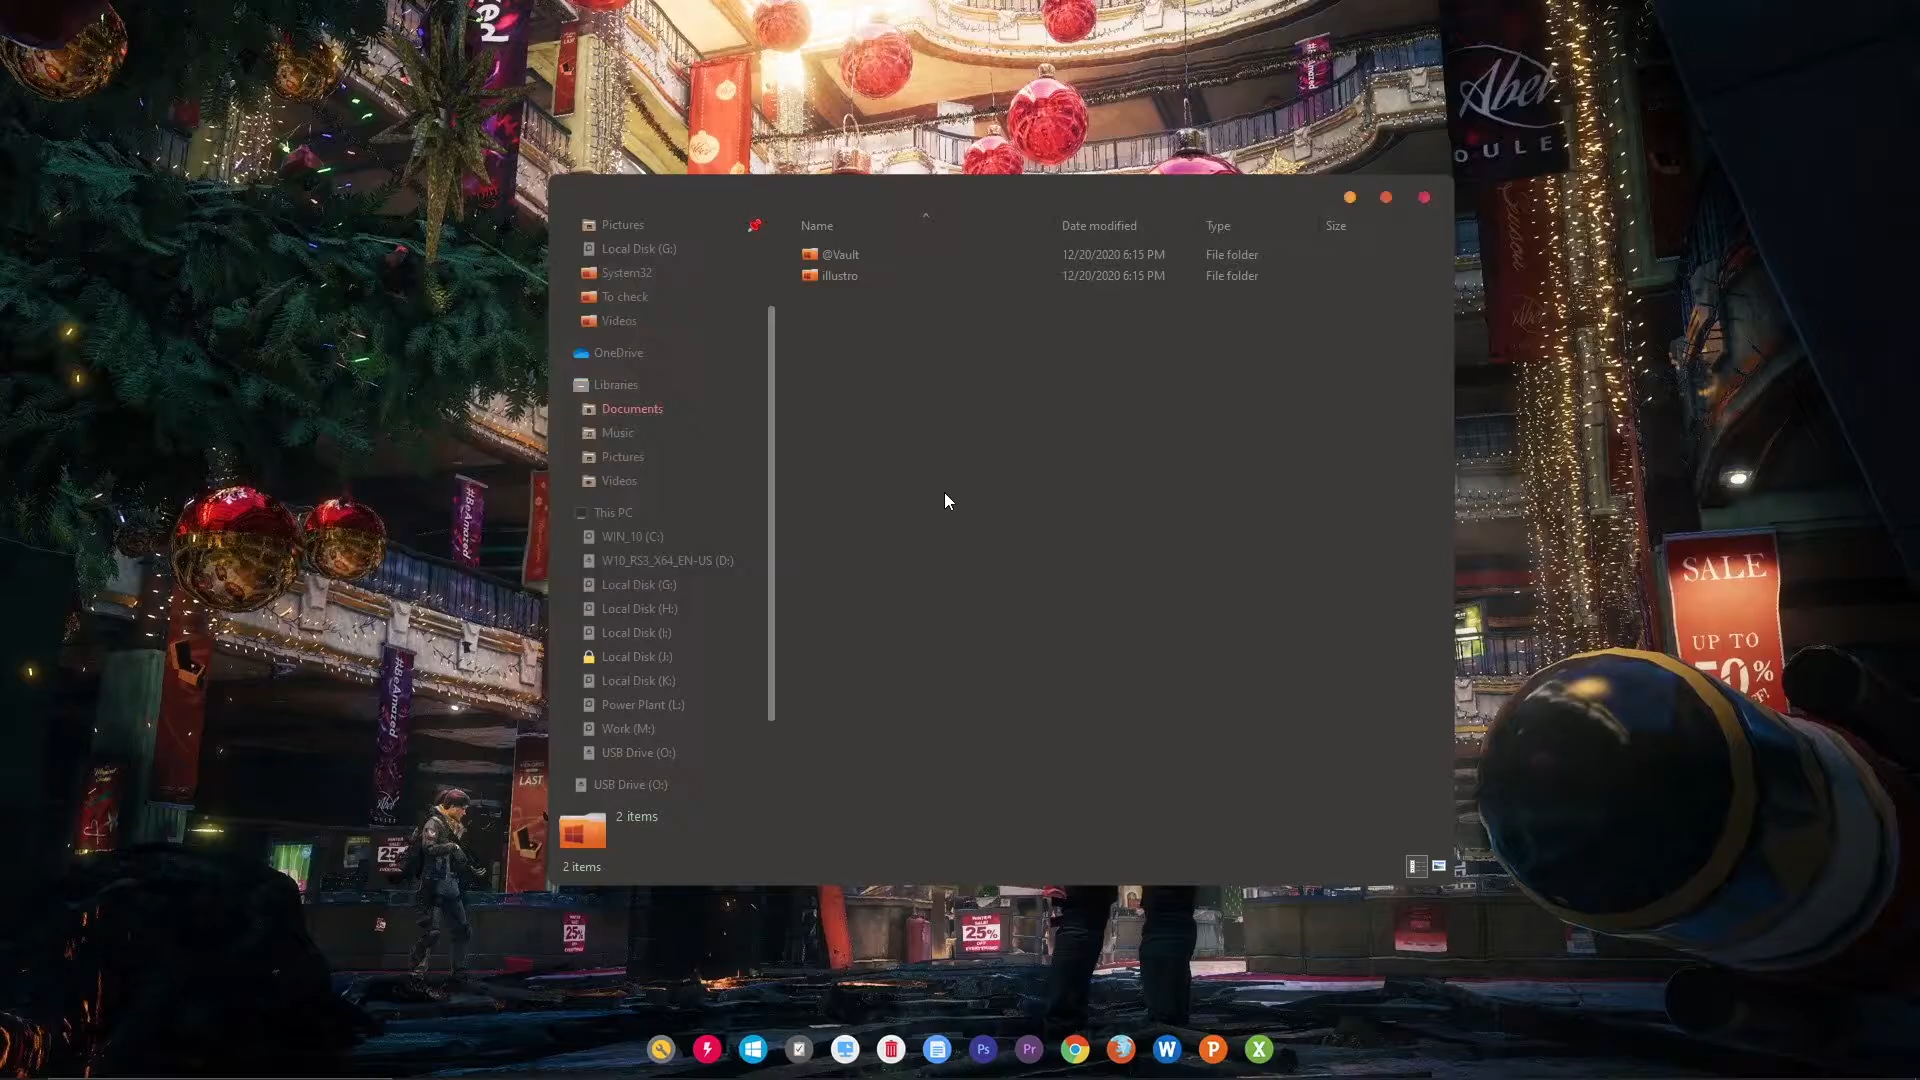 Abel
OULE
#BeAmazed
Pictures
Local Disk (G:)
System32
To check
Videos
OneDrive
Libraries
Documents
Music
Pictures
Videos
This PC
WIN_10 (C:)
W10_RS3_X64_EN-US (D:)
Local Disk (G:)
Local Disk (H:)
Local Disk (I:)
Local Disk (J:)
Local Disk (K:)
Power Plant (L:)
Work (M:)
USB Drive (O:)
USB Drive (O:)
2 items
2 items
Name Date modified Type Size
@Vault 12/20/2020 6:15 PM File folder
illustro 12/20/2020 6:15 PM File folder
#BeAmazed
SALE
UP TO
LAST
25%
25%
Ps
Pr
W
P
X